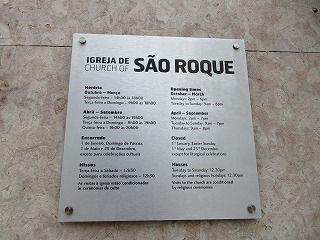 IGREJA DE
CHURCH OF
SÃO ROQUE
Horário
Outubro – Março
Segunda-feira – 14h00 às 18h00
Terça-feira a Domingo – 9h00 às 18h00
Abril – Setembro
Segunda-feira – 14h00 às 19h00
Terça-feira a Domingo – 9h00 às 19h00
Quinta-feira – 9h00 às 20h00
Encerrado
1 de Janeiro, Domingo de Páscoa,
1 de Maio e 25 de Dezembro,
exceto para celebrações cultuais
Missas
Terça-feira a Sábado – 12h30
Domingos e feriados religiosos – 12h30
As visitas à igreja estão condicionadas
às cerimónias de culto
Opening times
October – March
Mondays: 2pm – 6pm
Tuesday to Sunday: 9am – 6pm
April – September
Mondays: 2pm – 7pm
Tuesday to Sunday: 9am – 7pm
Thursdays: 9am – 8pm
Closed
1st January, Easter Sunday
1st May and 25th December,
except for liturgical celebrations
Masses
Tuesday to Saturday: 12.30pm
Sundays and religious holidays: 12.30pm
Visits to the church are conditioned
by religious ceremonies